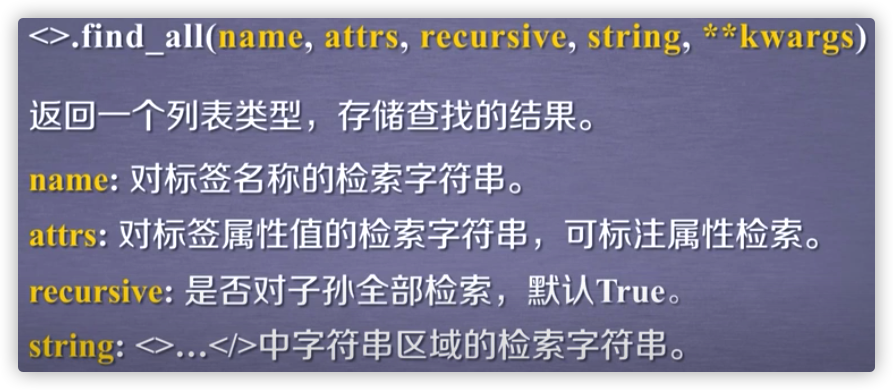 <>.find_all(name, attrs, recursive, string, **kwargs)
返回一个列表类型，存储查找的结果。
name: 对标签名称的检索字符串。
attrs: 对标签属性值的检索字符串，可标注属性检索。
recursive: 是否对子孙全部检索，默认True。
string: <>…</>中字符串区域的检索字符串。